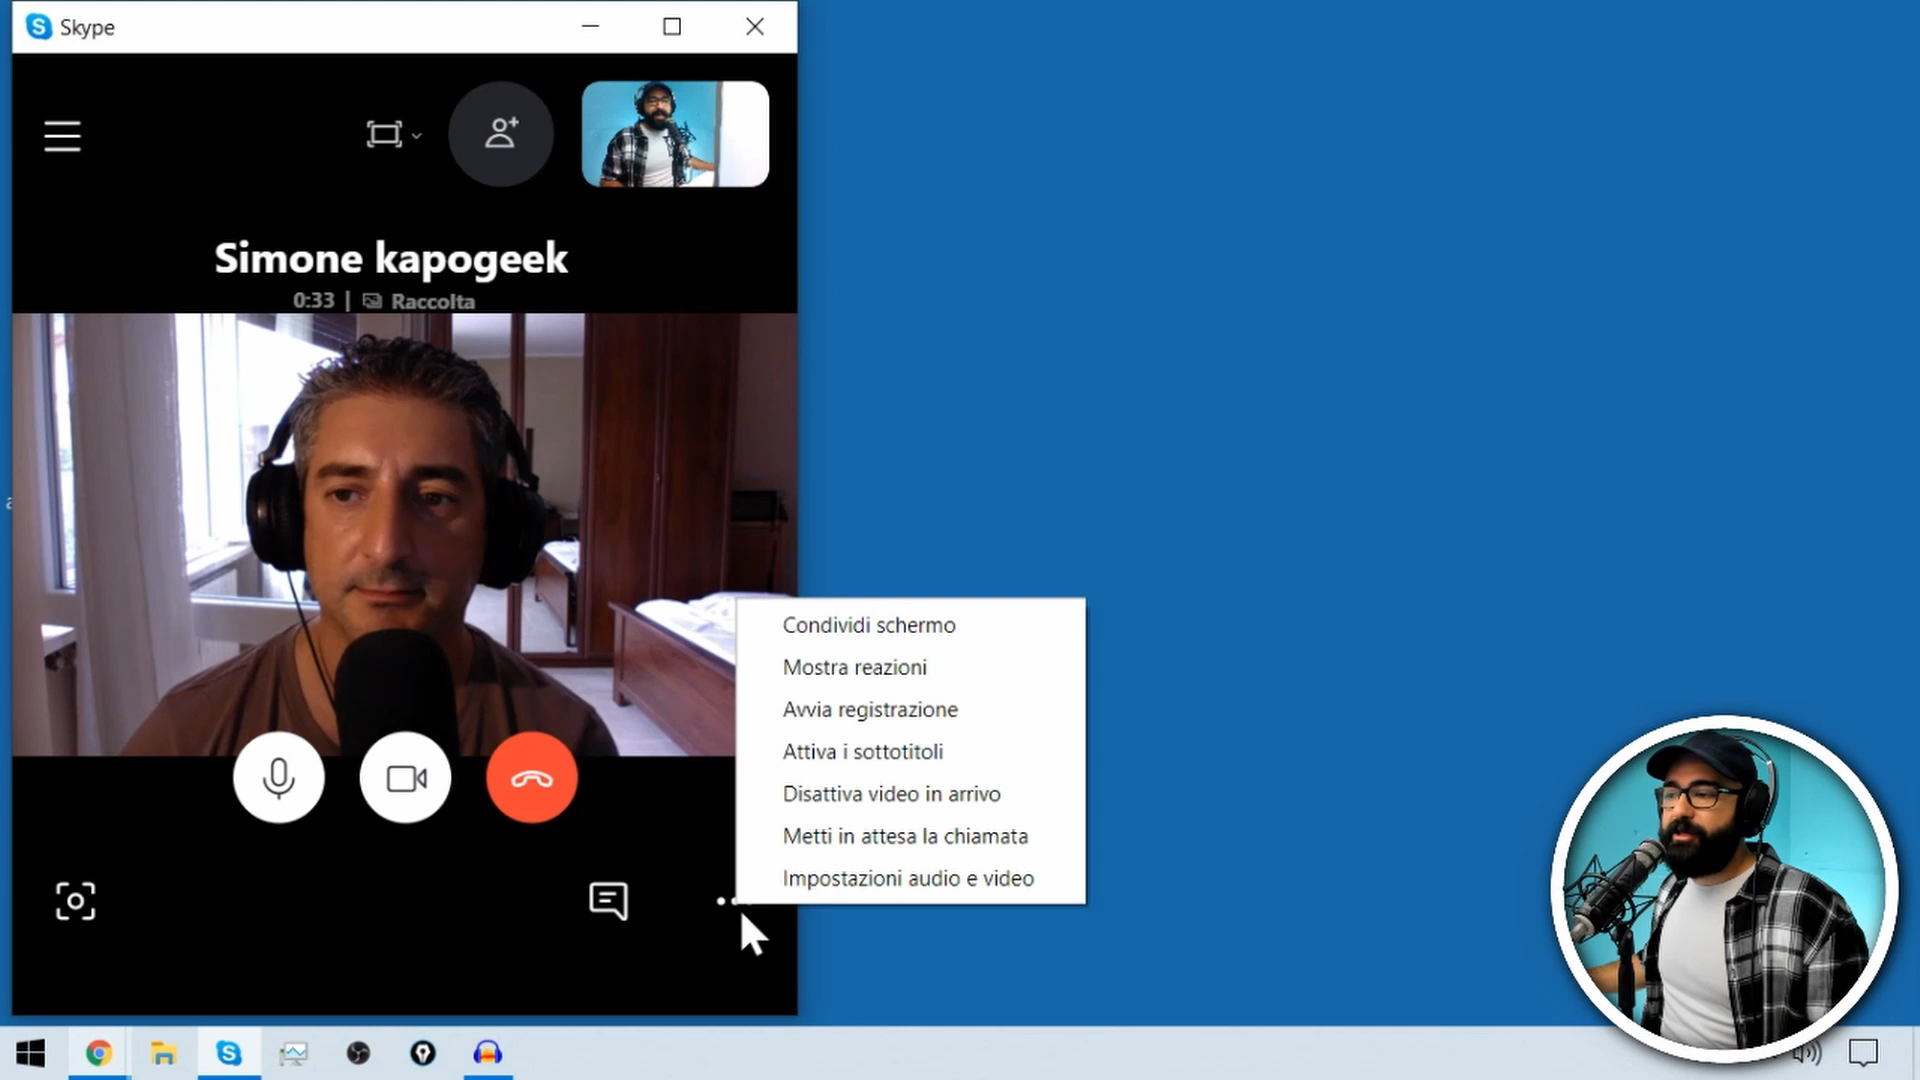 Skype
Simone kapogeek
0:33 | Raccolta
Condividi schermo
Mostra reazioni
Avvia registrazione
Attiva i sottotitoli
Disattiva video in arrivo
Metti in attesa la chiamata
Impostazioni audio e video